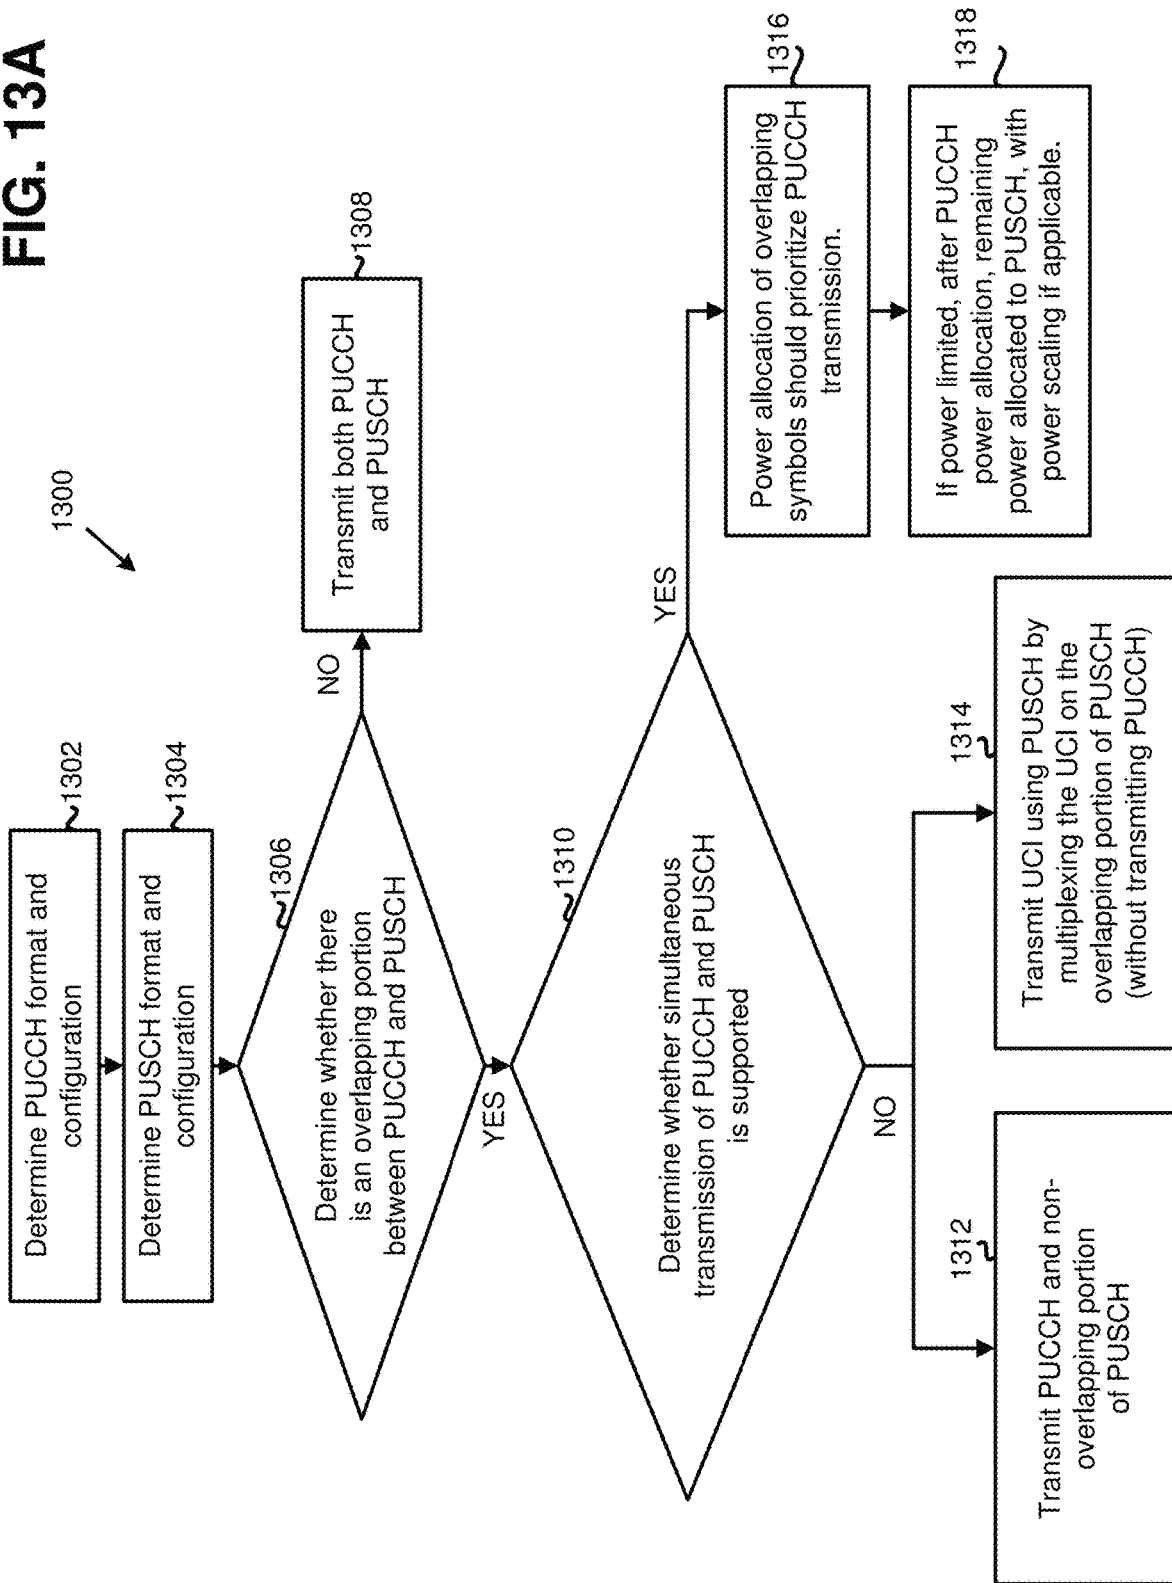 FIG. 13A
1300
Determine PUCCH format and
configuration
1302
Determine PUSCH format and
configuration
1304
Determine whether there
is an overlapping portion
between PUCCH and PUSCH
1306
NO
Transmit both PUCCH
and PUSCH
1308
YES
Determine whether simultaneous
transmission of PUCCH and PUSCH
is supported
1310
YES
Power allocation of overlapping
symbols should prioritize PUCCH
transmission.
1316
If power limited, after PUCCH
power allocation, remaining
power allocated to PUSCH, with
power scaling if applicable.
1318
NO
Transmit PUCCH and non-
overlapping portion
of PUSCH
1312
Transmit UCI using PUSCH by
multiplexing the UCI on the
overlapping portion of PUSCH
(without transmitting PUCCH)
1314